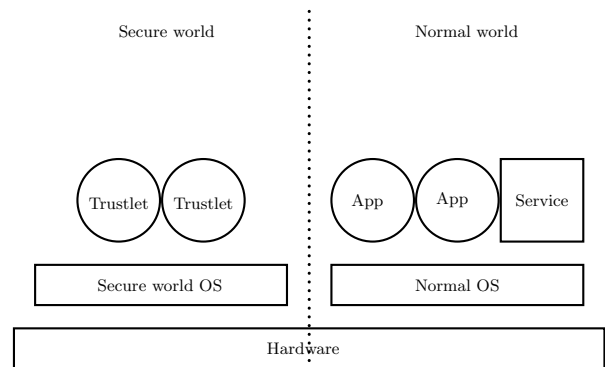 Secure world
Normal world
Trustlet
Trustlet
App
App
Service
Secure world OS
Normal OS
Hardware